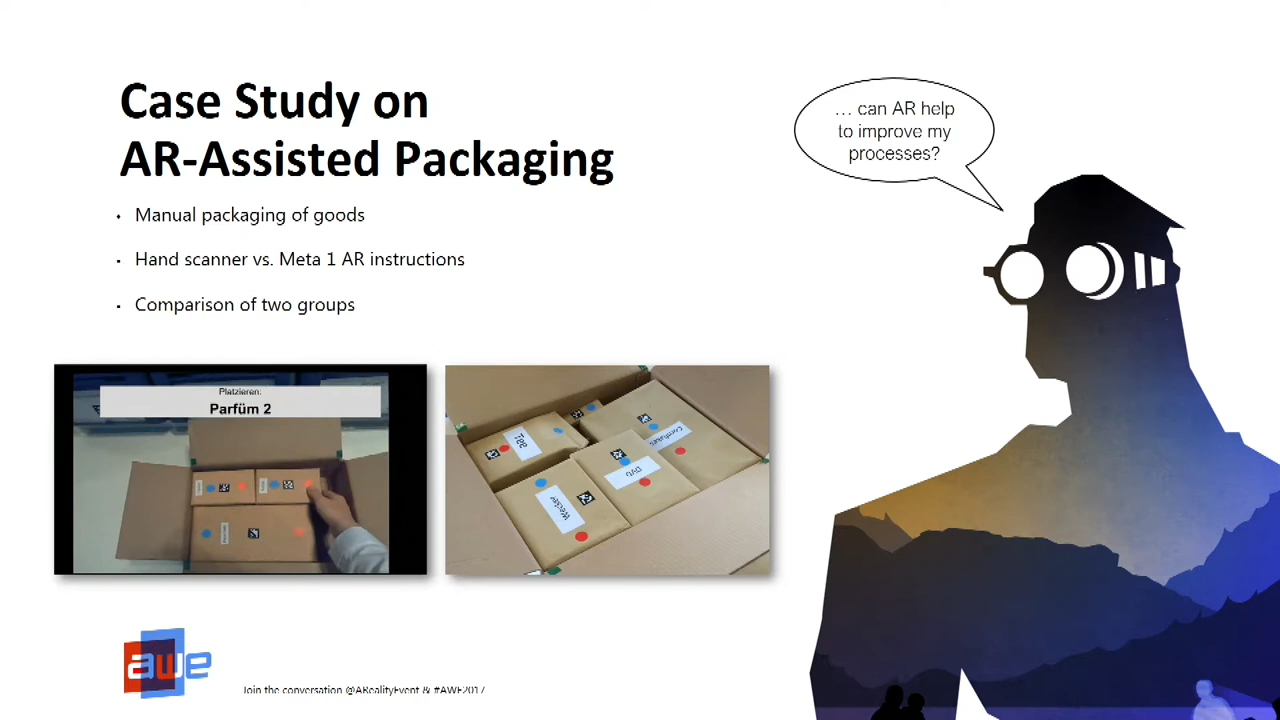 Case Study on
AR-Assisted Packaging
… can AR help
to improve my
processes?
• Manual packaging of goods
• Hand scanner vs. Meta 1 AR instructions
• Comparison of two groups
Platzieren:
Parfüm 2
Wecker
DVD
Cornflakes
awe
Join the conversation @ARealityEvent & #AWE2017